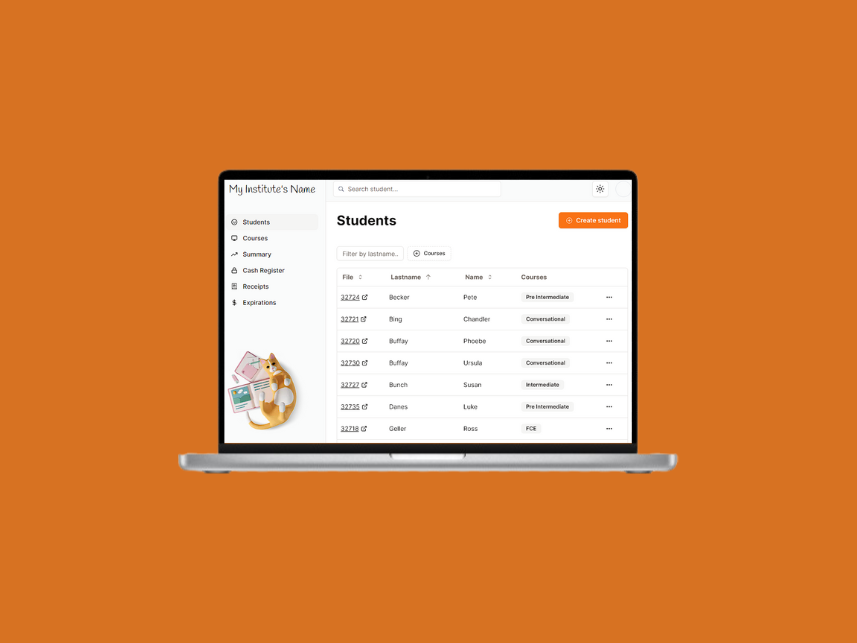 My Institute's Name
Search student...
Students
Courses
Summary
Cash Register
Receipts
Expirations
Students
Create student
Filter by lastname..
Courses
File Lastname Name Courses
32724 Becker Pete Pre Intermediate
32721 Bing Chandler Conversational
32720 Buffay Phoebe Conversational
32730 Buffay Ursula Conversational
32727 Bunch Susan Intermediate
32735 Danes Luke Pre Intermediate
32718 Geller Ross FCE